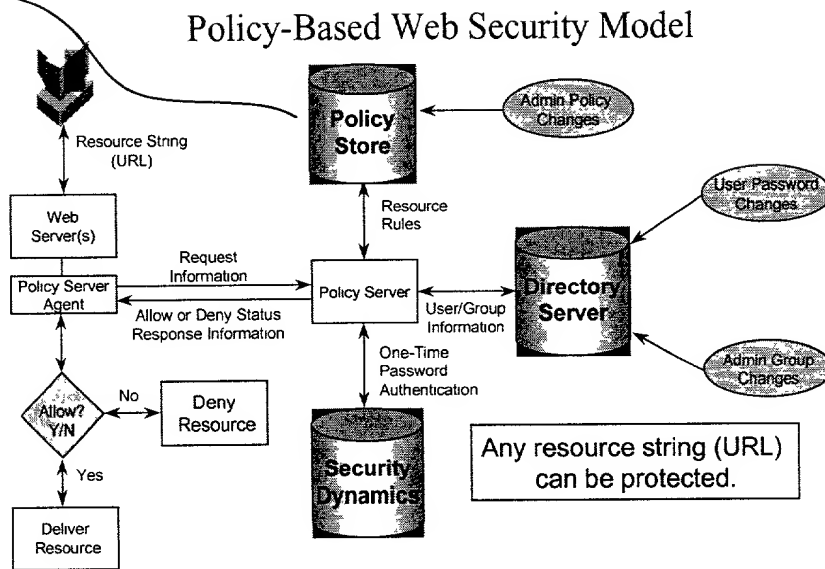 Policy-Based Web Security Model
Resource String
(URL)
Policy
Store
Admin Policy
Changes
User Password
Changes
Web
Server(s)
Resource
Rules
Request
Information
Policy Server
Agent
Policy Server
Allow or Deny Status
Response Information
User/Group
Information
Directory
Server
One-Time
Password
Authentication
Admin Group
Changes
Allow?
Y/N
No
Deny
Resource
Yes
Security
Dynamics
Any resource string (URL)
can be protected.
Deliver
Resource